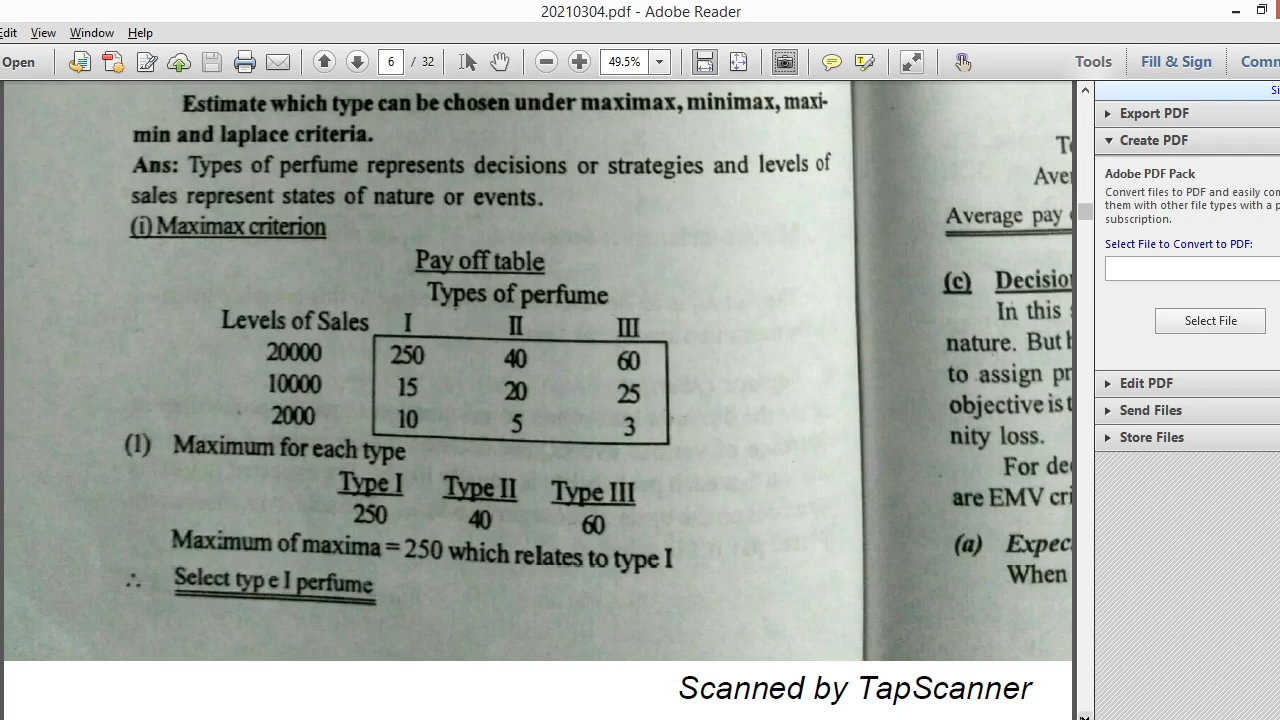 20210304.pdf - Adobe Reader
Edit View Window Help
Open 6 / 32 49.5% Tools Fill & Sign Comm
Estimate which type can be chosen under maximax, minimax, maxi-
min and laplace criteria.
Ans: Types of perfume represents decisions or strategies and levels of
sales represent states of nature or events.
(i) Maximax criterion
Pay off table
Types of perfume
Levels of Sales I II III
20000 250 40 60
10000 15 20 25
2000 10 5 3
(1) Maximum for each type
Type I Type II Type III
250 40 60
Maximum of maxima = 250 which relates to type I
∴ Select type I perfume
Average pay
(c) Decisio
In this
nature. But
to assign pr
objective is t
nity loss.
For de
are EMV cri
(a) Expec
When
Scanned by TapScanner
Export PDF
Create PDF
Adobe PDF Pack
Convert files to PDF and easily con
them with other file types with a p
subscription.
Select File to Convert to PDF:
Select File
Edit PDF
Send Files
Store Files